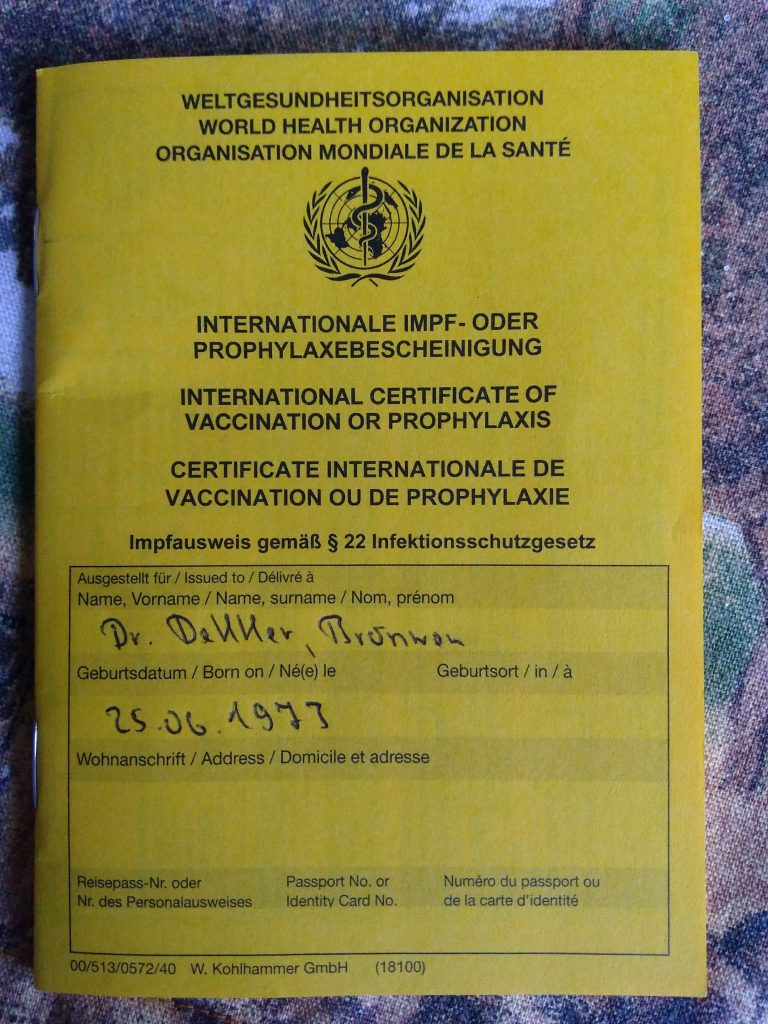 WELTGESUNDHEITSORGANISATION
WORLD HEALTH ORGANIZATION
ORGANISATION MONDIALE DE LA SANTÉ
INTERNATIONALE IMPF- ODER
PROPHYLAXEBESCHEINIGUNG
INTERNATIONAL CERTIFICATE OF
VACCINATION OR PROPHYLAXIS
CERTIFICATE INTERNATIONALE DE
VACCINATION OU DE PROPHYLAXIE
Impfausweis gemäß § 22 Infektionsschutzgesetz
Ausgestellt für / Issued to / Délivré à
Name, Vorname / Name, surname / Nom, prénom
Dr. Dekker, Bronwen
Geburtsdatum / Born on / Né(e) le Geburtsort / in / à
25.06.1973
Wohnanschrift / Address / Domicile et adresse
Reisepass-Nr. oder Passport No. or Numéro du passport ou
Nr. des Personalausweises Identity Card No. de la carte d'identité
00/513/0572/40 W. Kohlhammer GmbH (18100)